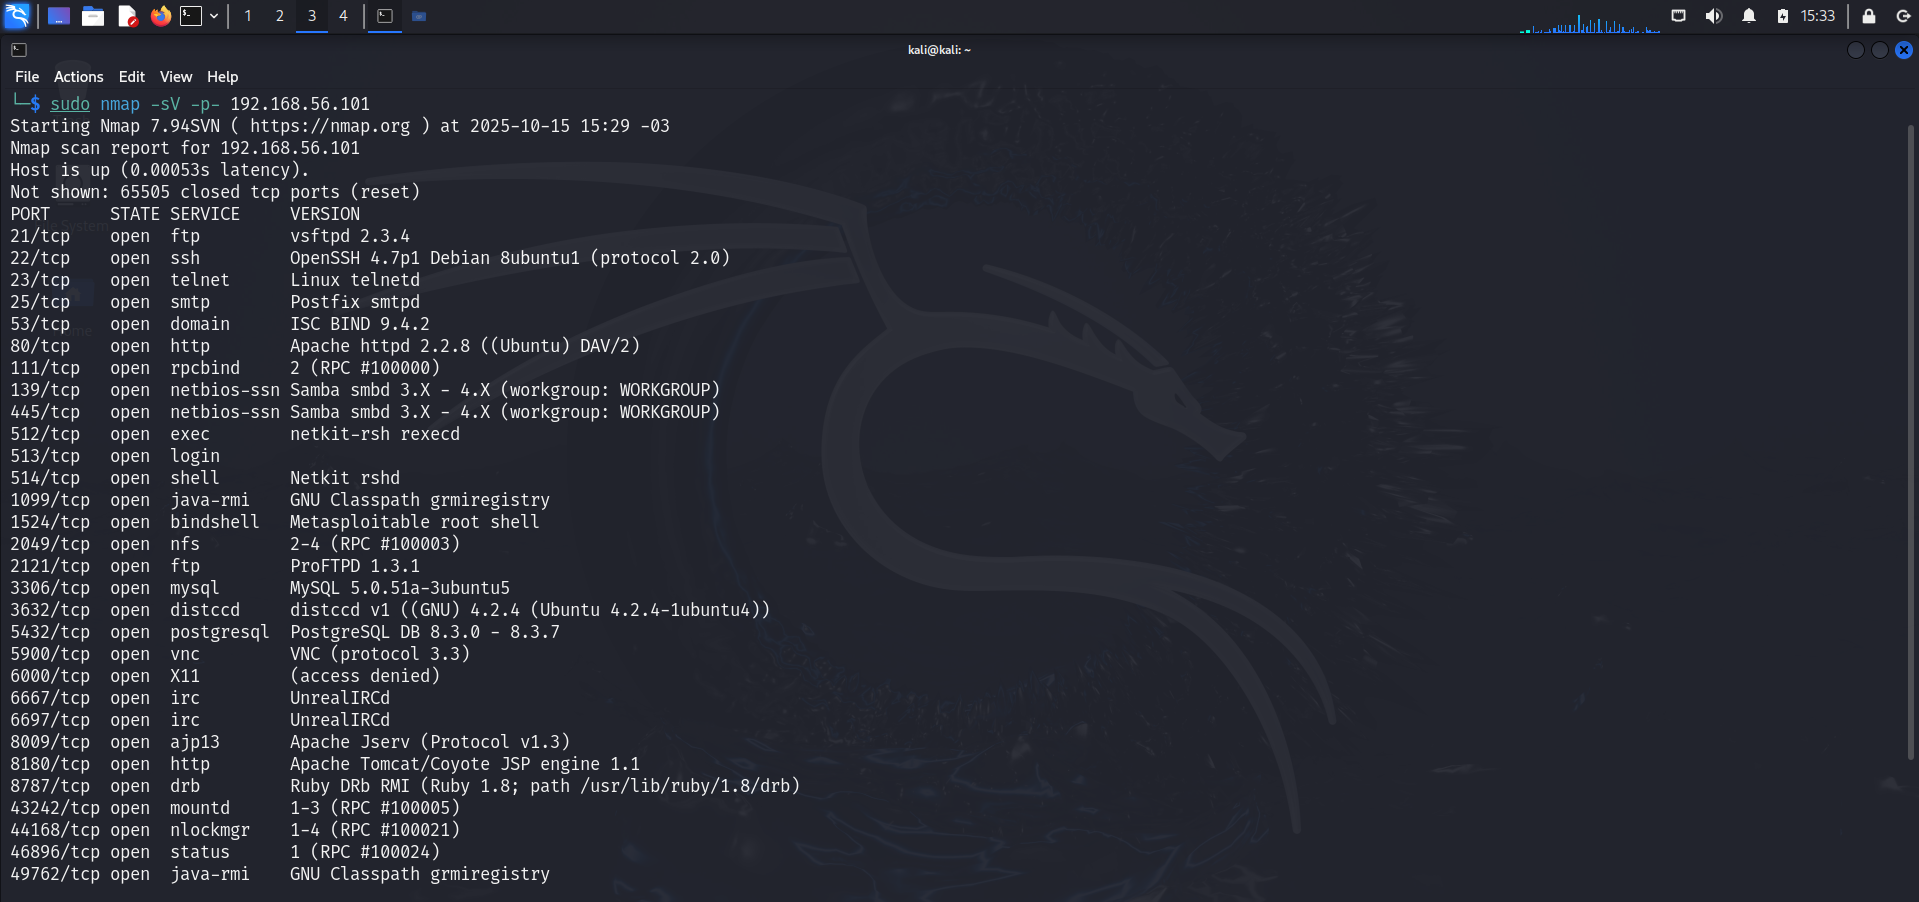 1 2 3 4 15:33
kali@kali: ~
File Actions Edit View Help
└─$ sudo nmap -sV -p- 192.168.56.101
Starting Nmap 7.94SVN ( https://nmap.org ) at 2025-10-15 15:29 -03
Nmap scan report for 192.168.56.101
Host is up (0.00053s latency).
Not shown: 65505 closed tcp ports (reset)
PORT      STATE SERVICE     VERSION
21/tcp    open  ftp         vsftpd 2.3.4
22/tcp    open  ssh         OpenSSH 4.7p1 Debian 8ubuntu1 (protocol 2.0)
23/tcp    open  telnet      Linux telnetd
25/tcp    open  smtp        Postfix smtpd
53/tcp    open  domain      ISC BIND 9.4.2
80/tcp    open  http        Apache httpd 2.2.8 ((Ubuntu) DAV/2)
111/tcp   open  rpcbind     2 (RPC #100000)
139/tcp   open  netbios-ssn Samba smbd 3.X - 4.X (workgroup: WORKGROUP)
445/tcp   open  netbios-ssn Samba smbd 3.X - 4.X (workgroup: WORKGROUP)
512/tcp   open  exec        netkit-rsh rexecd
513/tcp   open  login
514/tcp   open  shell       Netkit rshd
1099/tcp  open  java-rmi    GNU Classpath grmiregistry
1524/tcp  open  bindshell   Metasploitable root shell
2049/tcp  open  nfs         2-4 (RPC #100003)
2121/tcp  open  ftp         ProFTPD 1.3.1
3306/tcp  open  mysql       MySQL 5.0.51a-3ubuntu5
3632/tcp  open  distccd     distccd v1 ((GNU) 4.2.4 (Ubuntu 4.2.4-1ubuntu4))
5432/tcp  open  postgresql  PostgreSQL DB 8.3.0 - 8.3.7
5900/tcp  open  vnc         VNC (protocol 3.3)
6000/tcp  open  X11         (access denied)
6667/tcp  open  irc         UnrealIRCd
6697/tcp  open  irc         UnrealIRCd
8009/tcp  open  ajp13       Apache Jserv (Protocol v1.3)
8180/tcp  open  http        Apache Tomcat/Coyote JSP engine 1.1
8787/tcp  open  drb         Ruby DRb RMI (Ruby 1.8; path /usr/lib/ruby/1.8/drb)
43242/tcp open  mountd      1-3 (RPC #100005)
44168/tcp open  nlockmgr    1-4 (RPC #100021)
46896/tcp open  status      1 (RPC #100024)
49762/tcp open  java-rmi    GNU Classpath grmiregistry